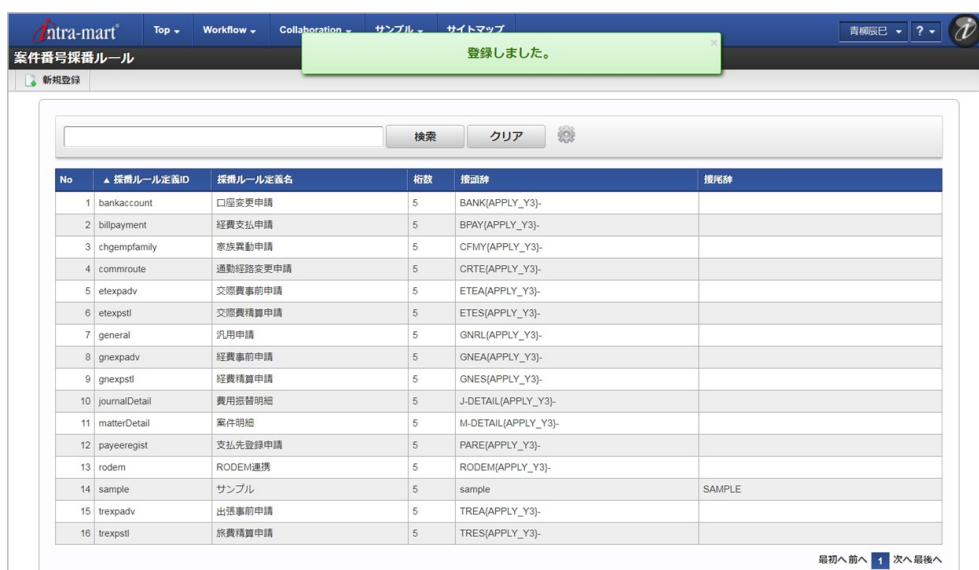 intra-mart® Top Workflow Collaboration サンプル サイトマップ 青柳辰巳 ?
登録しました。 ×
案件番号採番ルール
新規登録
検索 クリア
No ▲ 採番ルール定義ID 採番ルール定義名 桁数 接頭辞 接尾辞
1 bankaccount 口座変更申請 5 BANK{APPLY_Y3}-
2 billpayment 経費支払申請 5 BPAY{APPLY_Y3}-
3 chgempfamily 家族異動申請 5 CFMY{APPLY_Y3}-
4 commroute 通勤経路変更申請 5 CRTE{APPLY_Y3}-
5 etexpadv 交際費事前申請 5 ETEA{APPLY_Y3}-
6 etexpstl 交際費精算申請 5 ETES{APPLY_Y3}-
7 general 汎用申請 5 GNRL{APPLY_Y3}-
8 gnexpadv 経費事前申請 5 GNEA{APPLY_Y3}-
9 gnexpstl 経費精算申請 5 GNES{APPLY_Y3}-
10 journalDetail 費用振替明細 5 J-DETAIL{APPLY_Y3}-
11 matterDetail 案件明細 5 M-DETAIL{APPLY_Y3}-
12 payeeregist 支払先登録申請 5 PARE{APPLY_Y3}-
13 rodem RODEM連携 5 RODEM{APPLY_Y3}-
14 sample サンプル 5 sample SAMPLE
15 trexpadv 出張事前申請 5 TREA{APPLY_Y3}-
16 trexpstl 旅費精算申請 5 TRES{APPLY_Y3}-
最初へ 前へ 1 次へ 最後へ